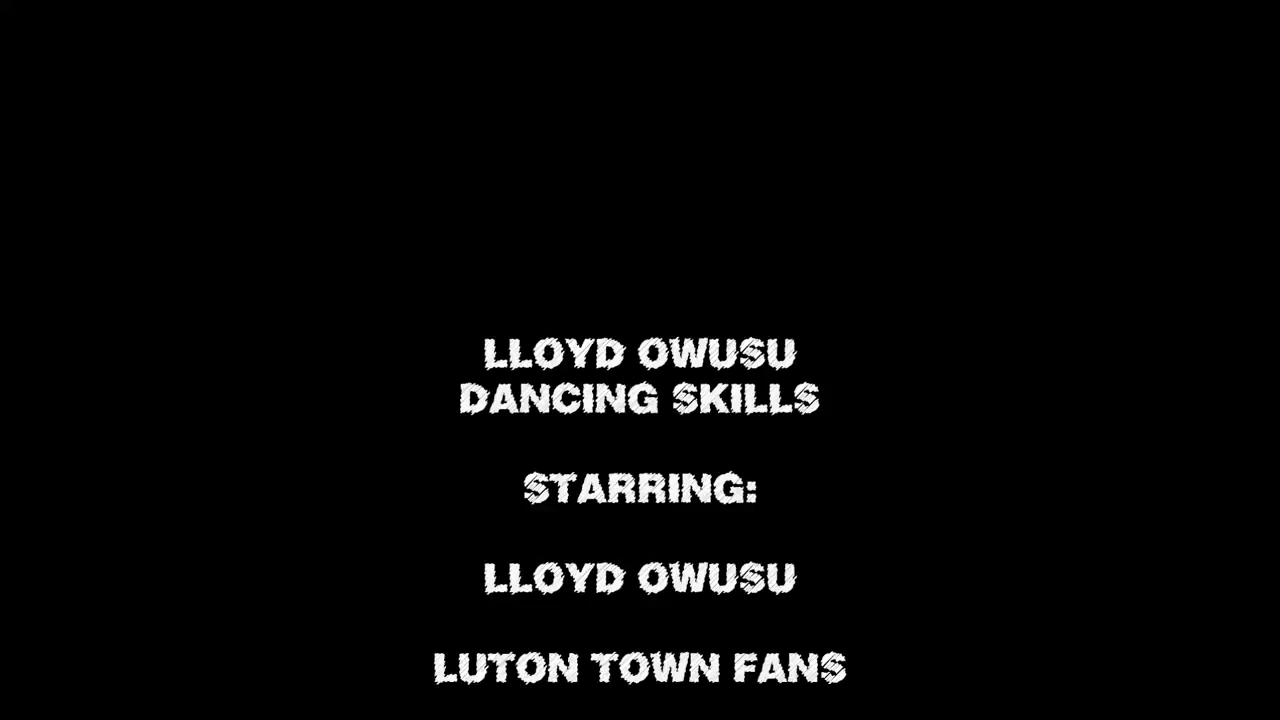 LLOYD OWUSU
DANCING SKILLS
STARRING:
LLOYD OWUSU
LUTON TOWN FANS